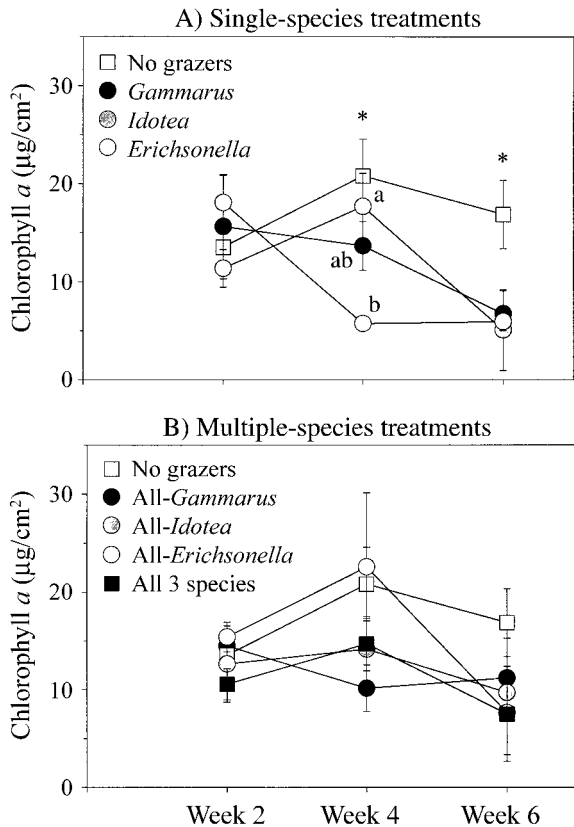 A) Single-species treatments
Chlorophyll a (µg/cm²)
30
20
10
0
No grazers
Gammarus
Idotea
Erichsonella
*
*
a
ab
b
B) Multiple-species treatments
Chlorophyll a (µg/cm²)
30
20
10
0
No grazers
All-Gammarus
All-Idotea
All-Erichsonella
All 3 species
Week 2 Week 4 Week 6